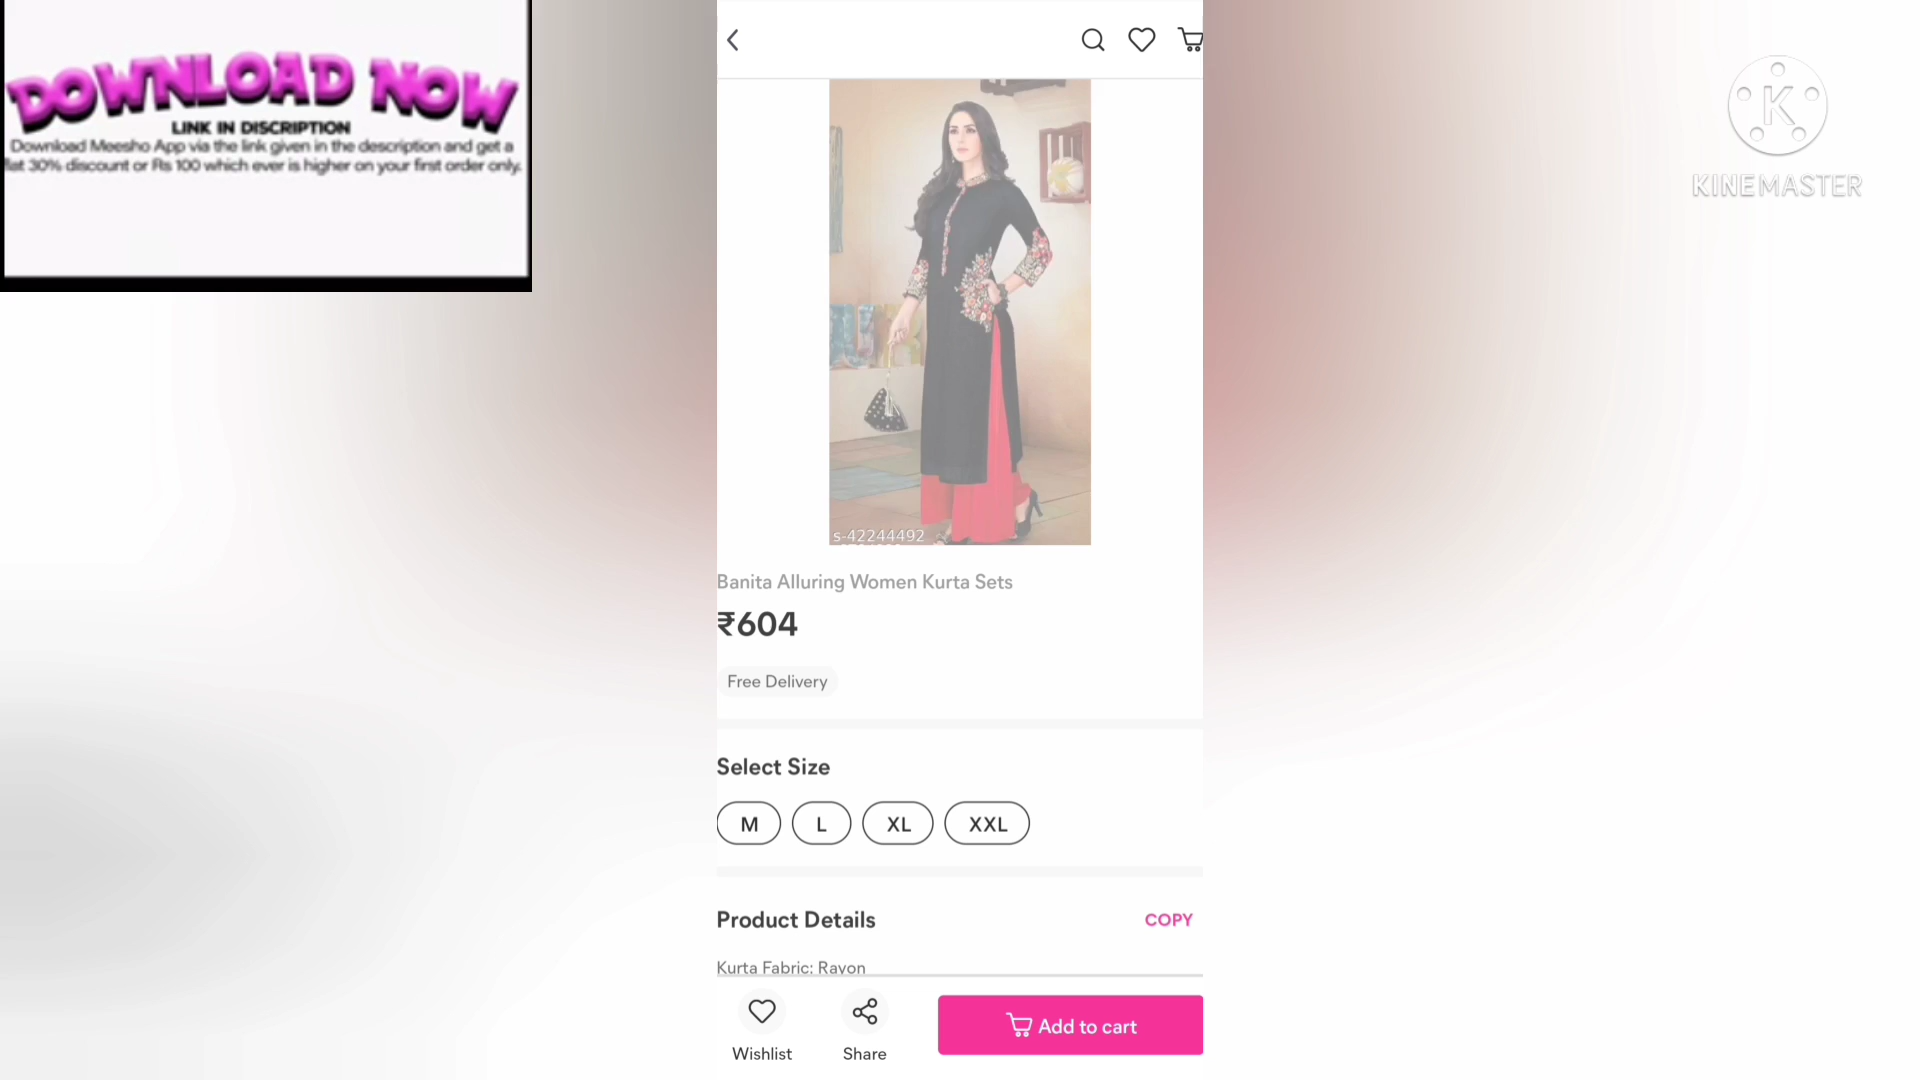 DOWNLOAD NOW
LINK IN DISCRIPTION
Download Meesho App via the link given in the description and get a
flat 30% discount or Rs 100 which ever is higher on your first order only.
KINEMASTER
s-42244492
Banita Alluring Women Kurta Sets
₹604
Free Delivery
Select Size
M L XL XXL
Product Details COPY
Kurta Fabric: Rayon
Add to cart
Wishlist Share